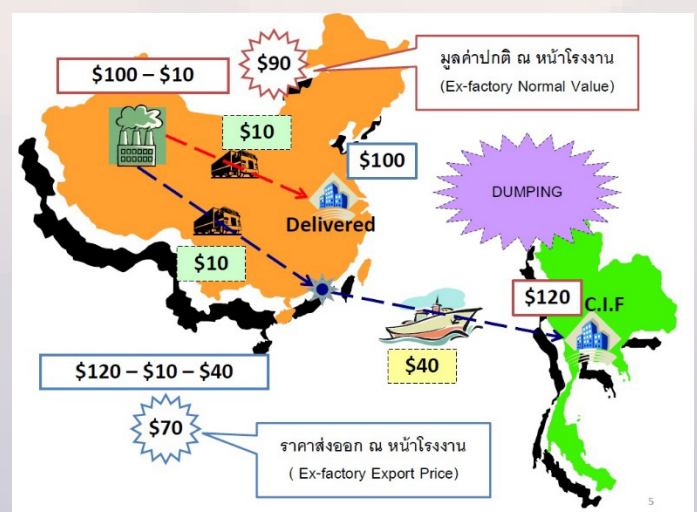 $100 – $10
$90
มูลค่าปกติ ณ หน้าโรงงาน
(Ex-factory Normal Value)
$10
$100
DUMPING
Delivered
$10
$120
C.I.F
$40
$120 – $10 – $40
$70
ราคาส่งออก ณ หน้าโรงงาน
( Ex-factory Export Price)
5